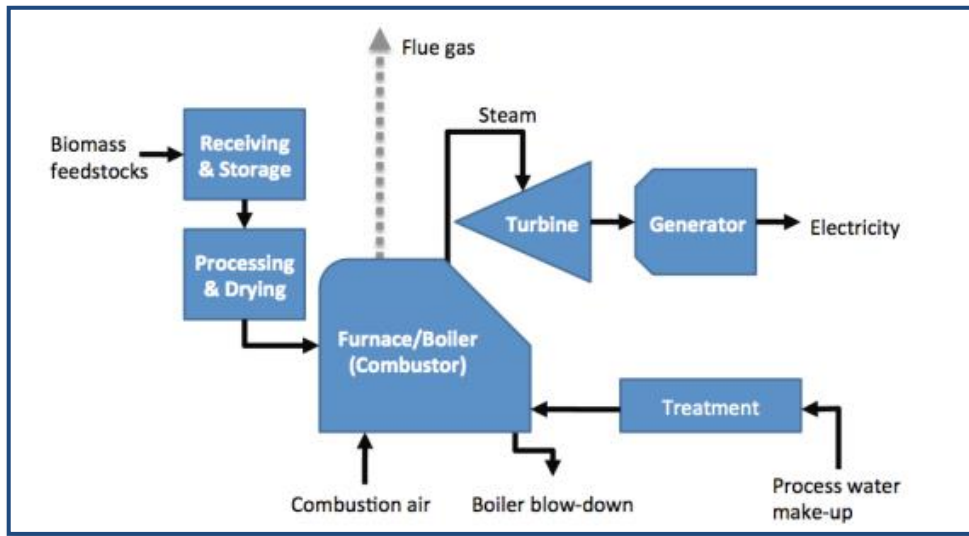 Flue gas
Steam
Biomass
feedstocks
Receiving
& Storage
Turbine
Generator
Electricity
Processing
& Drying
Furnace/Boiler
(Combustor)
Treatment
Combustion air
Boiler blow-down
Process water
make-up